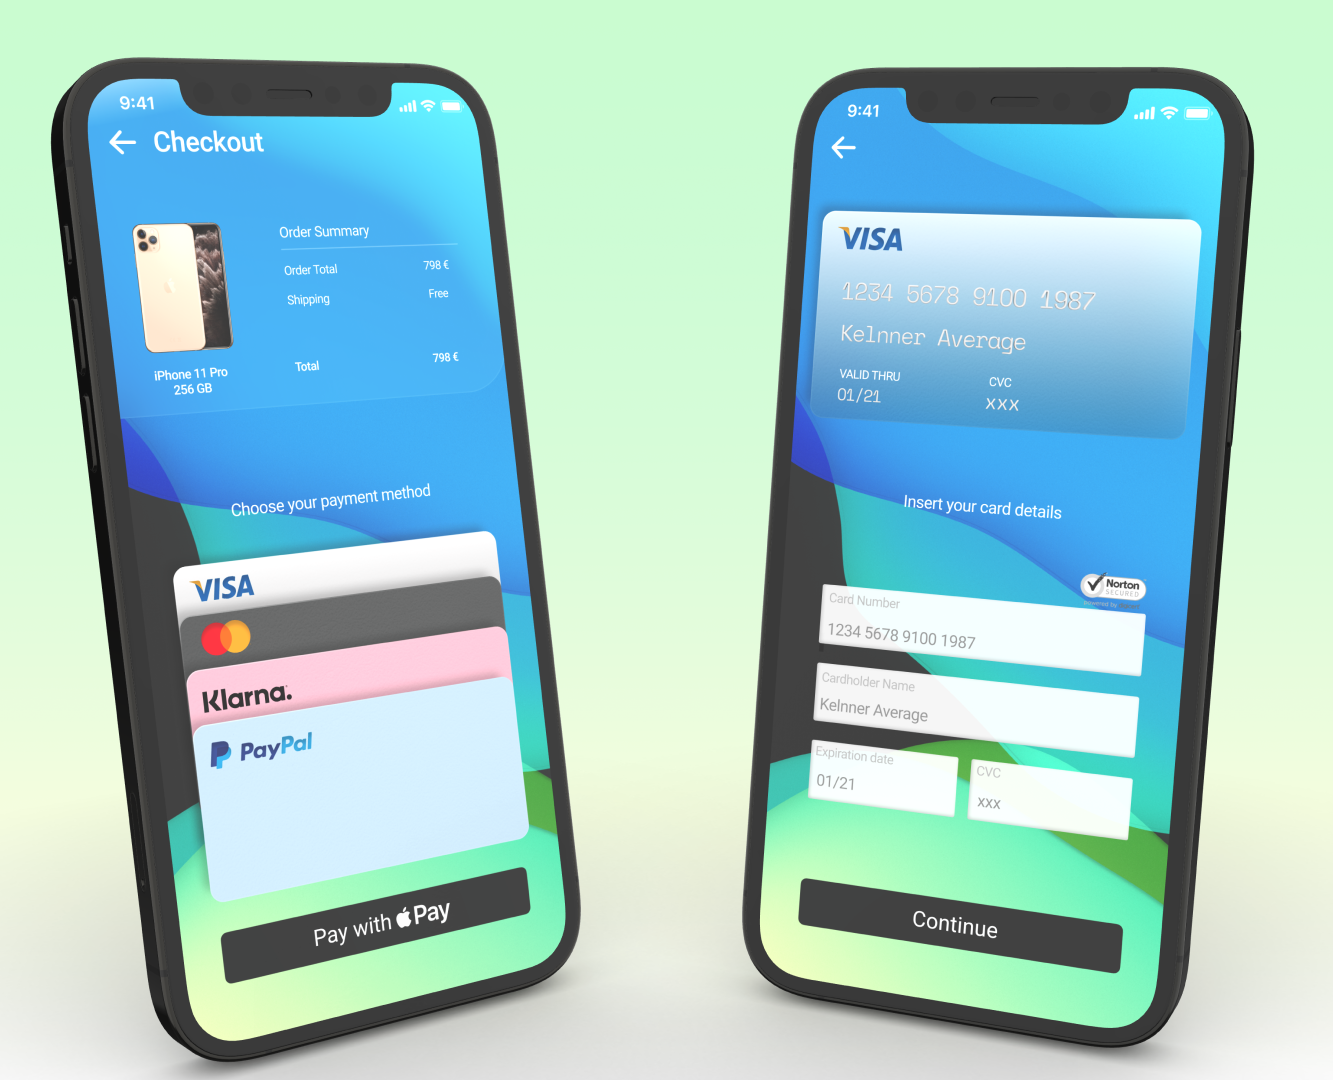 9:41
Checkout
Order Summary
Order Total 798 €
Shipping Free
Total 798 €
iPhone 11 Pro
256 GB
Choose your payment method
VISA
Klarna.
PayPal
Pay with Pay
9:41
VISA
1234 5678 9100 1987
Kelnner Average
VALID THRU CVC
01/21 XXX
Insert your card details
Norton
SECURED
powered by
Card Number
1234 5678 9100 1987
Cardholder Name
Kelnner Average
Expiration date CVC
01/21 xxx
Continue